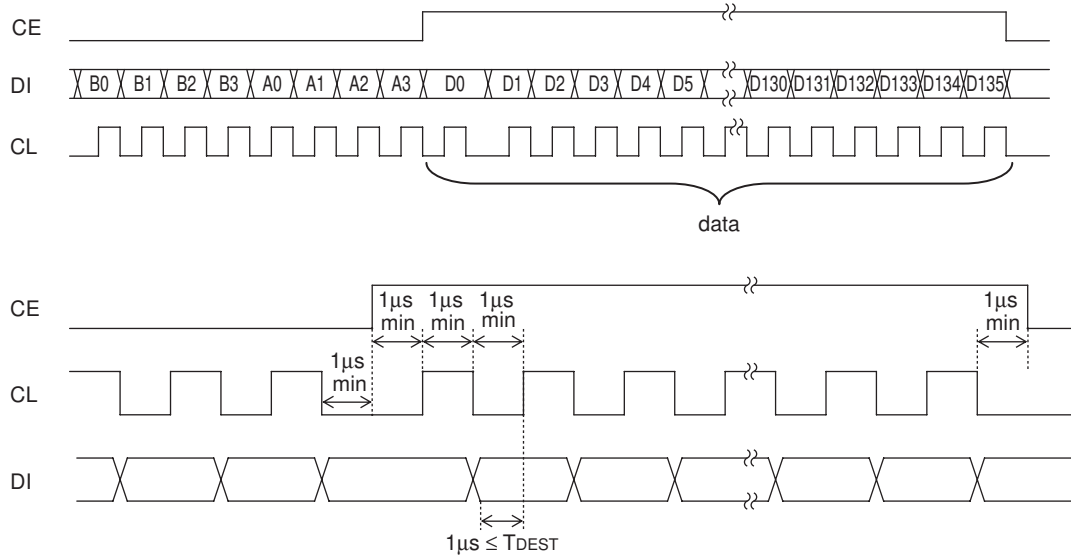 CE
DI B0 B1 B2 B3 A0 A1 A2 A3 D0 D1 D2 D3 D4 D5 D130 D131 D132 D133 D134 D135
CL
data
CE 1μs 1μs 1μs 1μs
min min min min
1μs
min
CL
DI
1μs ≤ TDEST